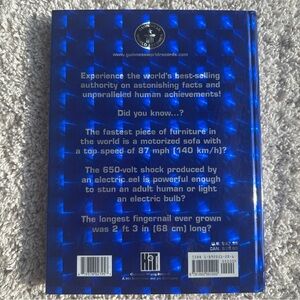 www.guinnessworldrecords.com
Experience the world's best-selling
authority on astonishing facts and
unparalleled human achievements!
Did you know...?
The fastest piece of furniture in
the world is a motorized sofa with
a top speed of 87 mph (140 km/h)?
The 650-volt shock produced by
an electric eel is powerful enough
to stun an adult human or light
an electric bulb?
The longest fingernail ever grown
was 2 ft 3 in (68 cm) long?